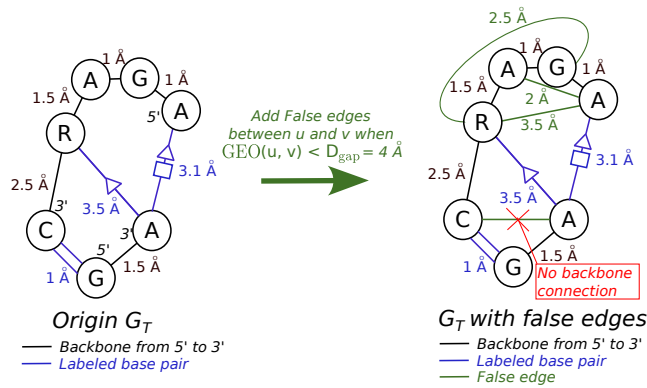 2.5 Å
1 Å
A
G
1 Å
A
5'
1.5 Å
R
2.5 Å
3'
C
3.5 Å
3.1 Å
3'
A
5'
G
1 Å
1.5 Å
Origin G_T
Backbone from 5' to 3'
Labeled base pair
Add False edges
between u and v when
GEO(u, v) < D_gap = 4 Å
1 Å
A
G
1 Å
A
1.5 Å
2 Å
R
3.5 Å
2.5 Å
3.1 Å
3.5 Å
C
A
G
1 Å
1.5 Å
No backbone
connection
G_T with false edges
Backbone from 5' to 3'
Labeled base pair
False edge